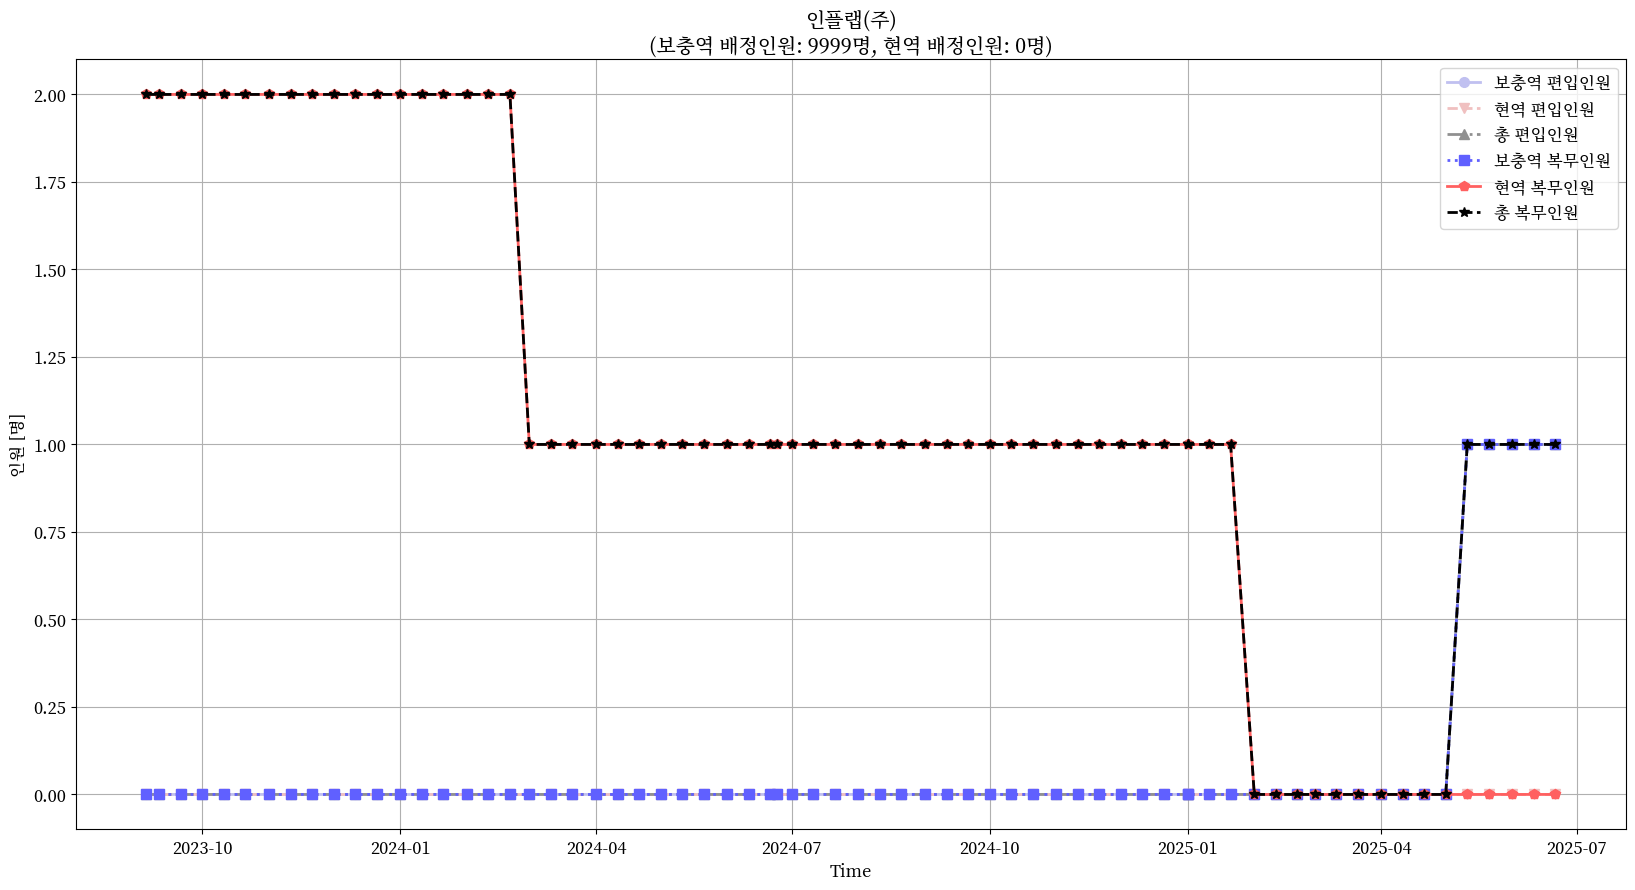 인플랩(주)
(보충역 배정인원: 9999명, 현역 배정인원: 0명)
보충역 편입인원
현역 편입인원
총 편입인원
보충역 복무인원
현역 복무인원
총 복무인원
인원 [명]
2.00
1.75
1.50
1.25
1.00
0.75
0.50
0.25
0.00
2023-10
2024-01
2024-04
2024-07
2024-10
2025-01
2025-04
2025-07
Time